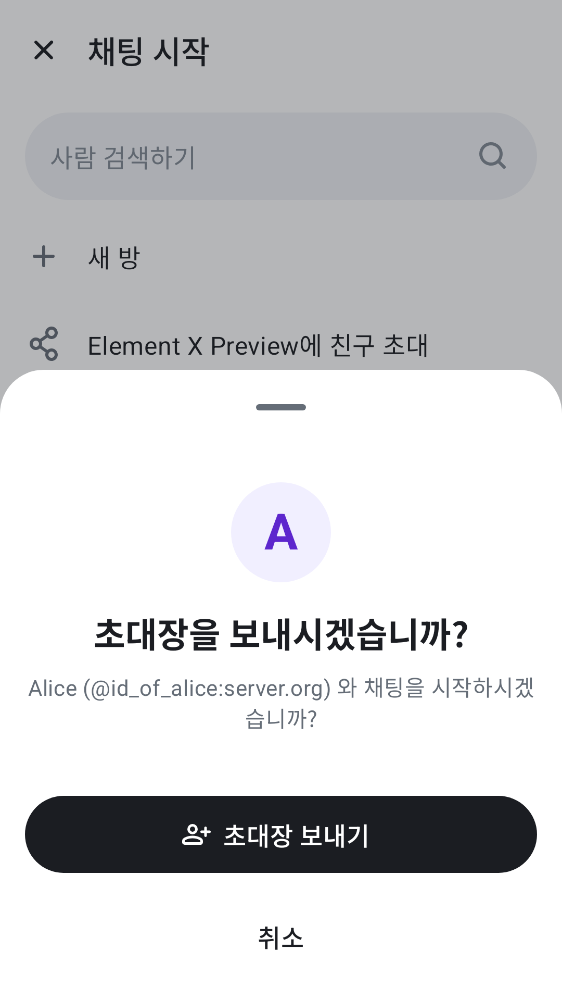 채팅 시작
사람 검색하기
새 방
Element X Preview에 친구 초대
A
초대장을 보내시겠습니까?
Alice (@id_of_alice:server.org) 와 채팅을 시작하시겠
습니까?
초대장 보내기
취소